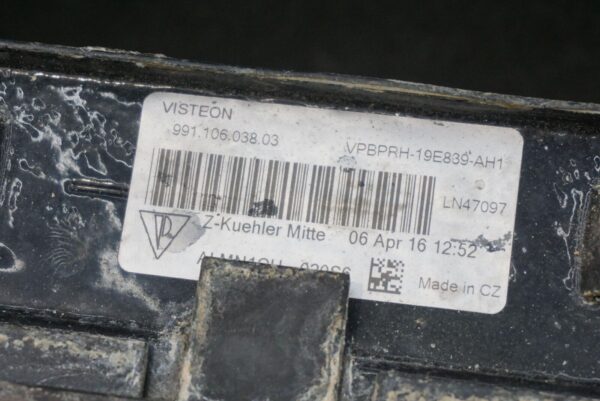 VISTEON
991.106.038.03 VPBPRH-19E839-AH1
LN47097
Z-Kuehler Mitte 06 Apr 16 12:52
Made in CZ